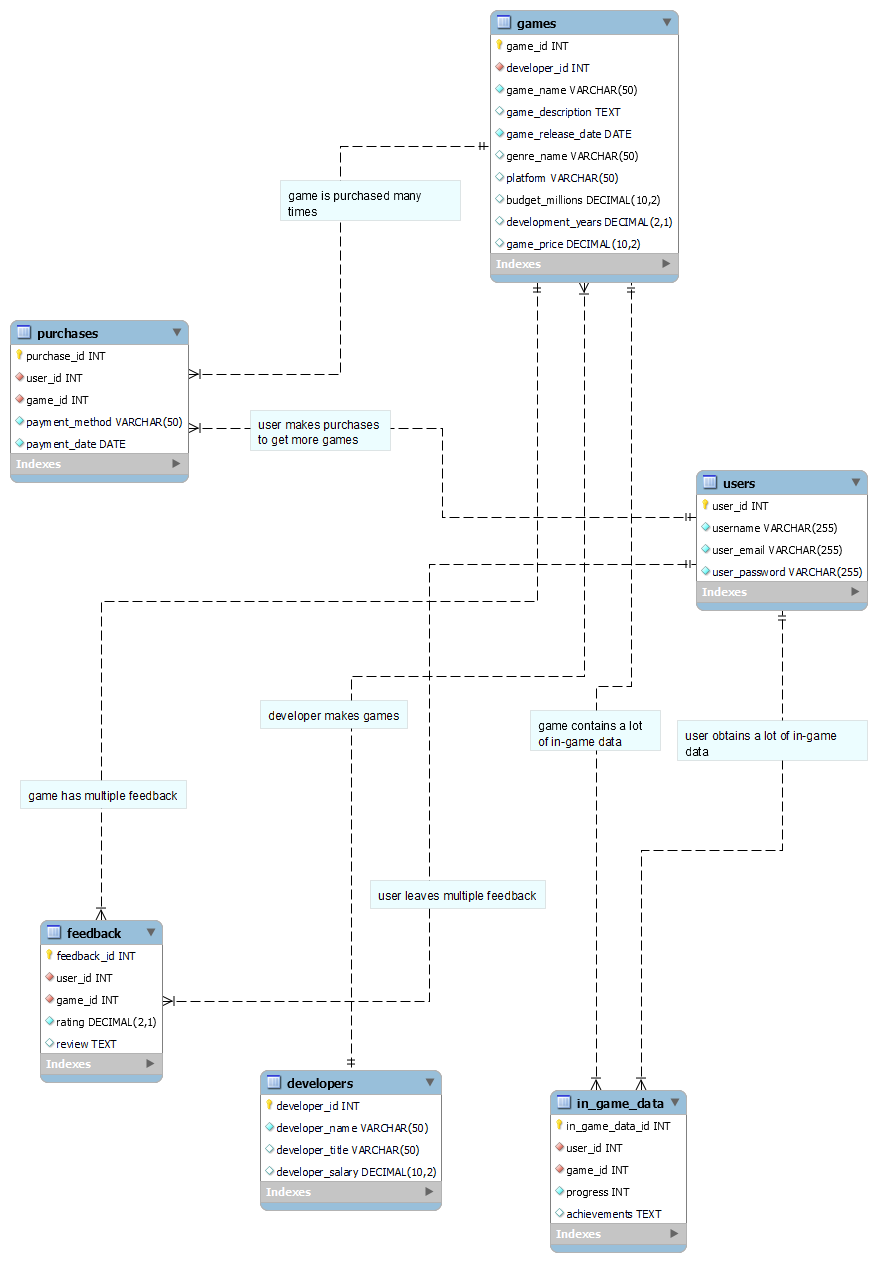 games
game_id INT
developer_id INT
game_name VARCHAR(50)
game_description TEXT
game_release_date DATE
genre_name VARCHAR(50)
platform VARCHAR(50)
budget_millions DECIMAL(10,2)
development_years DECIMAL(2,1)
game_price DECIMAL(10,2)
Indexes
game is purchased many
times
purchases
purchase_id INT
user_id INT
game_id INT
payment_method VARCHAR(50)
payment_date DATE
Indexes
user makes purchases
to get more games
users
user_id INT
username VARCHAR(255)
user_email VARCHAR(255)
user_password VARCHAR(255)
Indexes
developer makes games
game contains a lot
of in-game data
user obtains a lot of in-game
data
game has multiple feedback
user leaves multiple feedback
feedback
feedback_id INT
user_id INT
game_id INT
rating DECIMAL(2,1)
review TEXT
Indexes
developers
developer_id INT
developer_name VARCHAR(50)
developer_title VARCHAR(50)
developer_salary DECIMAL(10,2)
Indexes
in_game_data
in_game_data_id INT
user_id INT
game_id INT
progress INT
achievements TEXT
Indexes